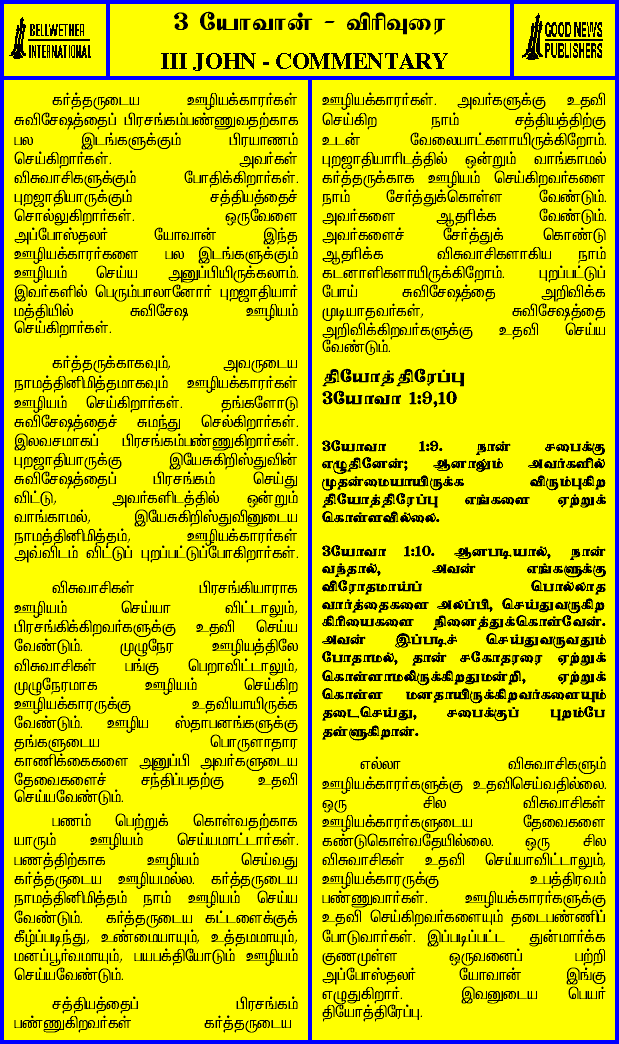 BELLWETHER
INTERNATIONAL
3 யோவான் - விரிவுரை
III JOHN - COMMENTARY
GOOD NEWS
PUBLISHERS
கர்த்தருடைய ஊழியக்காரர்கள்
சுவிசேஷத்தைப் பிரசங்கம்பண்ணுவதற்காக
பல இடங்களுக்கும் பிரயாணம்
செய்கிறார்கள். அவர்கள்
விசுவாசிகளுக்கும் போதிக்கிறார்கள்.
புறஜாதியாருக்கும் சத்தியத்தைச்
சொல்லுகிறார்கள். ஒருவேளை
அப்போஸ்தலர் யோவான் இந்த
ஊழியக்காரர்களை பல இடங்களுக்கும்
ஊழியம் செய்ய அனுப்பியிருக்கலாம்.
இவர்களில் பெரும்பாலானோர் புறஜாதியார்
மத்தியில் சுவிசேஷ ஊழியம்
செய்கிறார்கள்.
கர்த்தருக்காகவும், அவருடைய
நாமத்தினிமித்தமாகவும் ஊழியக்காரர்கள்
ஊழியம் செய்கிறார்கள். தங்களோடு
சுவிசேஷத்தைச் சுமந்து செல்கிறார்கள்.
இலவசமாகப் பிரசங்கம்பண்ணுகிறார்கள்.
புறஜாதியாருக்கு இயேசுகிறிஸ்துவின்
சுவிசேஷத்தைப் பிரசங்கம் செய்து
விட்டு, அவர்களிடத்தில் ஒன்றும்
வாங்காமல், இயேசுகிறிஸ்துவினுடைய
நாமத்தினிமித்தம், ஊழியக்காரர்கள்
அவ்விடம் விட்டுப் புறப்பட்டுப்போகிறார்கள்.
விசுவாசிகள் பிரசங்கியாராக
ஊழியம் செய்யா விட்டாலும்,
பிரசங்கிக்கிறவர்களுக்கு உதவி செய்ய
வேண்டும். முழுநேர ஊழியத்திலே
விசுவாசிகள் பங்கு பெறாவிட்டாலும்,
முழுநேரமாக ஊழியம் செய்கிற
ஊழியக்காரருக்கு உதவியாயிருக்க
வேண்டும். ஊழிய ஸ்தாபனங்களுக்கு
தங்களுடைய பொருளாதார
காணிக்கைகளை அனுப்பி அவர்களுடைய
தேவைகளைச் சந்திப்பதற்கு உதவி
செய்யவேண்டும்.
பணம் பெற்றுக் கொள்வதற்காக
யாரும் ஊழியம் செய்யமாட்டார்கள்.
பணத்திற்காக ஊழியம் செய்வது
கர்த்தருடைய ஊழியமல்ல. கர்த்தருடைய
நாமத்தினிமித்தம் நாம் ஊழியம் செய்ய
வேண்டும். கர்த்தருடைய கட்டளைக்குக்
கீழ்ப்படிந்து, உண்மையாயும், உத்தமமாயும்,
மனப்பூர்வமாயும், பயபக்தியோடும் ஊழியம்
செய்யவேண்டும்.
சத்தியத்தைப் பிரசங்கம்
பண்ணுகிறவர்கள் கர்த்தருடைய
ஊழியக்காரர்கள். அவர்களுக்கு உதவி
செய்கிற நாம் சத்தியத்திற்கு
உடன் வேலையாட்களாயிருக்கிறோம்.
புறஜாதியாரிடத்தில் ஒன்றும் வாங்காமல்
கர்த்தருக்காக ஊழியம் செய்கிறவர்களை
நாம் சேர்த்துக்கொள்ள வேண்டும்.
அவர்களை ஆதரிக்க வேண்டும்.
அவர்களைச் சேர்த்துக் கொண்டு
ஆதரிக்க விசுவாசிகளாகிய நாம்
கடனாளிகளாயிருக்கிறோம். புறப்பட்டுப்
போய் சுவிசேஷத்தை அறிவிக்க
முடியாதவர்கள், சுவிசேஷத்தை
அறிவிக்கிறவர்களுக்கு உதவி செய்ய
வேண்டும்.
தியோத்திரேப்பு
3யோவா 1:9,10
3யோவா 1:9. நான் சபைக்கு
எழுதினேன்; ஆனாலும் அவர்களில்
முதன்மையாயிருக்க விரும்புகிற
தியோத்திரேப்பு எங்களை ஏற்றுக்
கொள்ளவில்லை.
3யோவா 1:10. ஆனபடியால், நான்
வந்தால், அவன் எங்களுக்கு
விரோதமாய்ப் பொல்லாத
வார்த்தைகளை அலப்பி, செய்துவருகிற
கிரியைகளை நினைத்துக்கொள்வேன்.
அவன் இப்படிச் செய்துவருவதும்
போதாமல், தான் சகோதரரை ஏற்றுக்
கொள்ளாமலிருக்கிறதுமன்றி, ஏற்றுக்
கொள்ள மனதாயிருக்கிறவர்களையும்
தடைசெய்து, சபைக்குப் புறம்பே
தள்ளுகிறான்.
எல்லா விசுவாசிகளும்
ஊழியக்காரர்களுக்கு உதவிசெய்வதில்லை.
ஒரு சில விசுவாசிகள்
ஊழியக்காரர்களுடைய தேவைகளை
கண்டுகொள்வதேயில்லை. ஒரு சில
விசுவாசிகள் உதவி செய்யாவிட்டாலும்,
ஊழியக்காரருக்கு உபத்திரவம்
பண்ணுவார்கள். ஊழியக்காரர்களுக்கு
உதவி செய்கிறவர்களையும் தடைபண்ணிப்
போடுவார்கள். இப்படிப்பட்ட துன்மார்க்க
குணமுள்ள ஒருவனைப் பற்றி
அப்போஸ்தலர் யோவான் இங்கு
எழுதுகிறார். இவனுடைய பெயர்
தியோத்திரேப்பு.